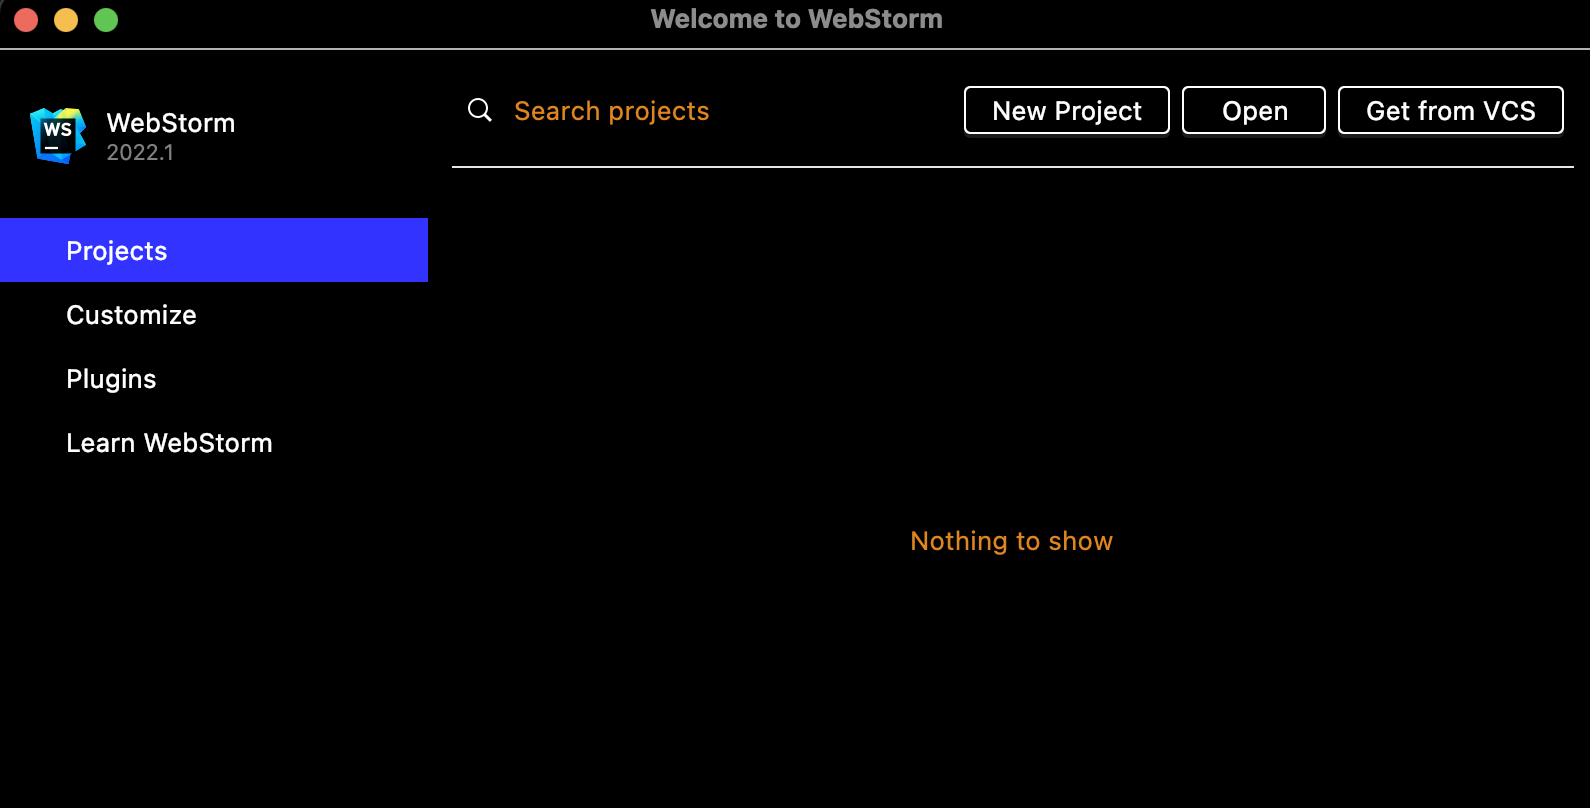 Welcome to WebStorm
WS
WebStorm
2022.1
Search projects
New Project
Open
Get from VCS
Projects
Customize
Plugins
Learn WebStorm
Nothing to show